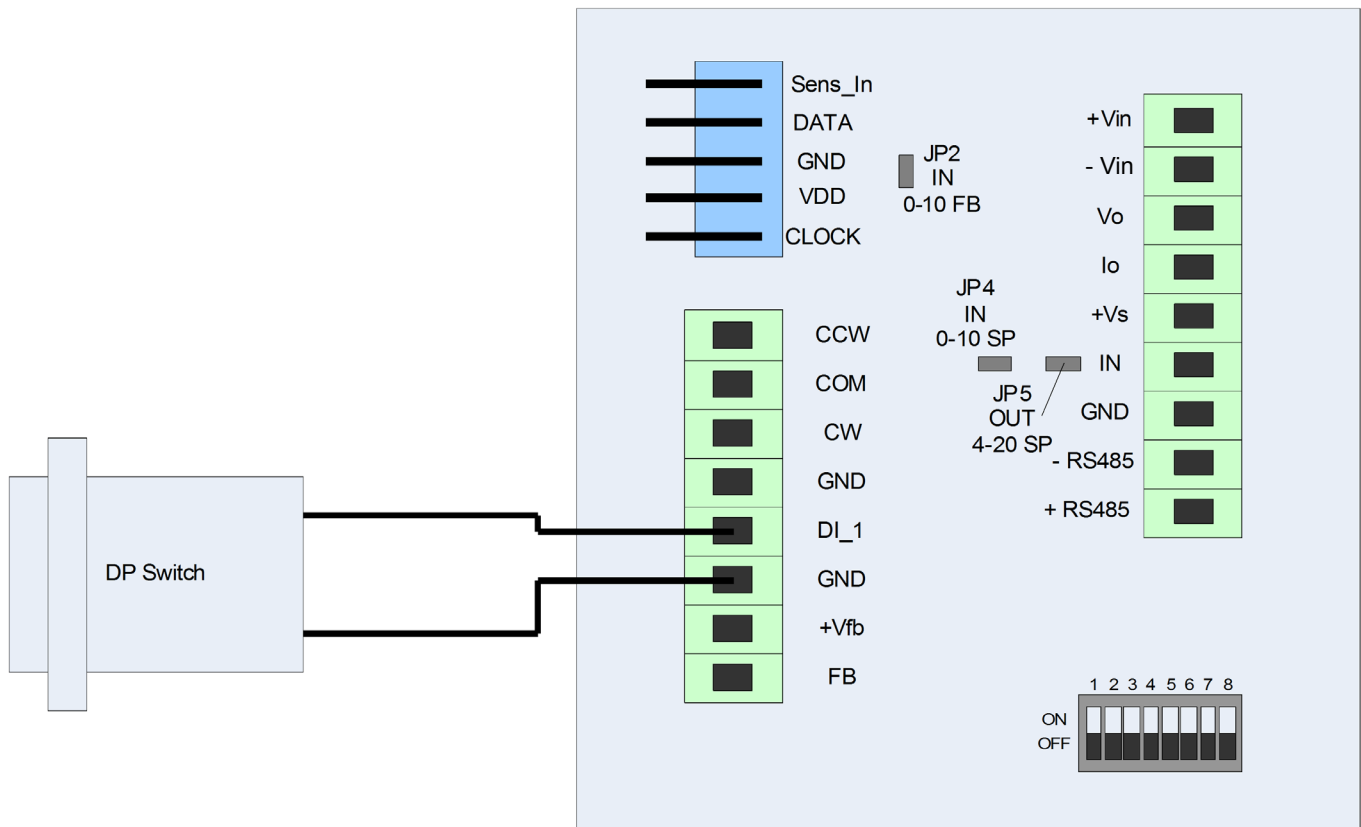 Sens_In
DATA
GND
VDD
CLOCK
JP2
IN
0-10 FB
+Vin
- Vin
Vo
Io
+Vs
IN
GND
- RS485
+ RS485
JP4
IN
0-10 SP
JP5
OUT
4-20 SP
CCW
COM
CW
GND
DI_1
GND
+Vfb
FB
DP Switch
1 2 3 4 5 6 7 8
ON
OFF